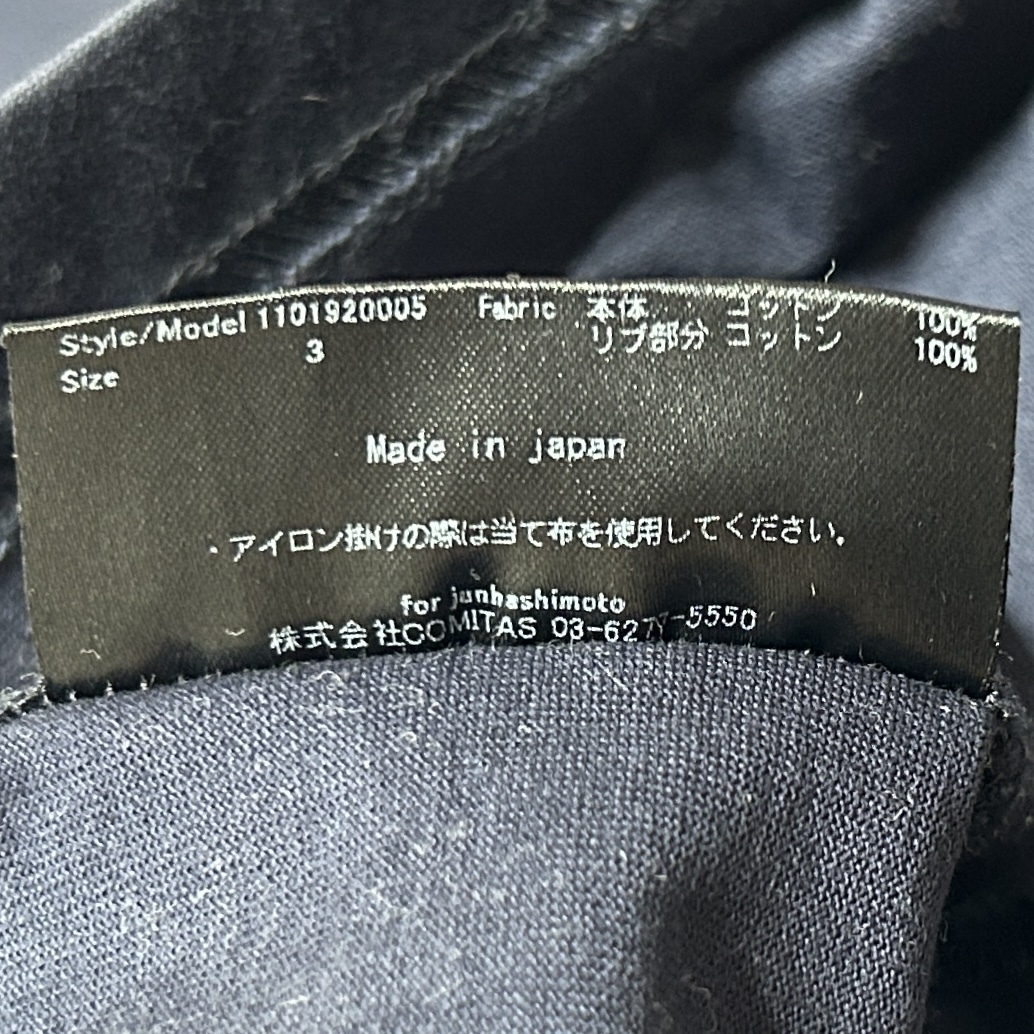 Style/Model 1101920005 Fabric 本体 コットン 100%
Size 3 リブ部分 コットン 100%
Made in japan
・アイロン掛けの際は当て布を使用してください。
for junhashimoto
株式会社COMITAS 03-6277-5550